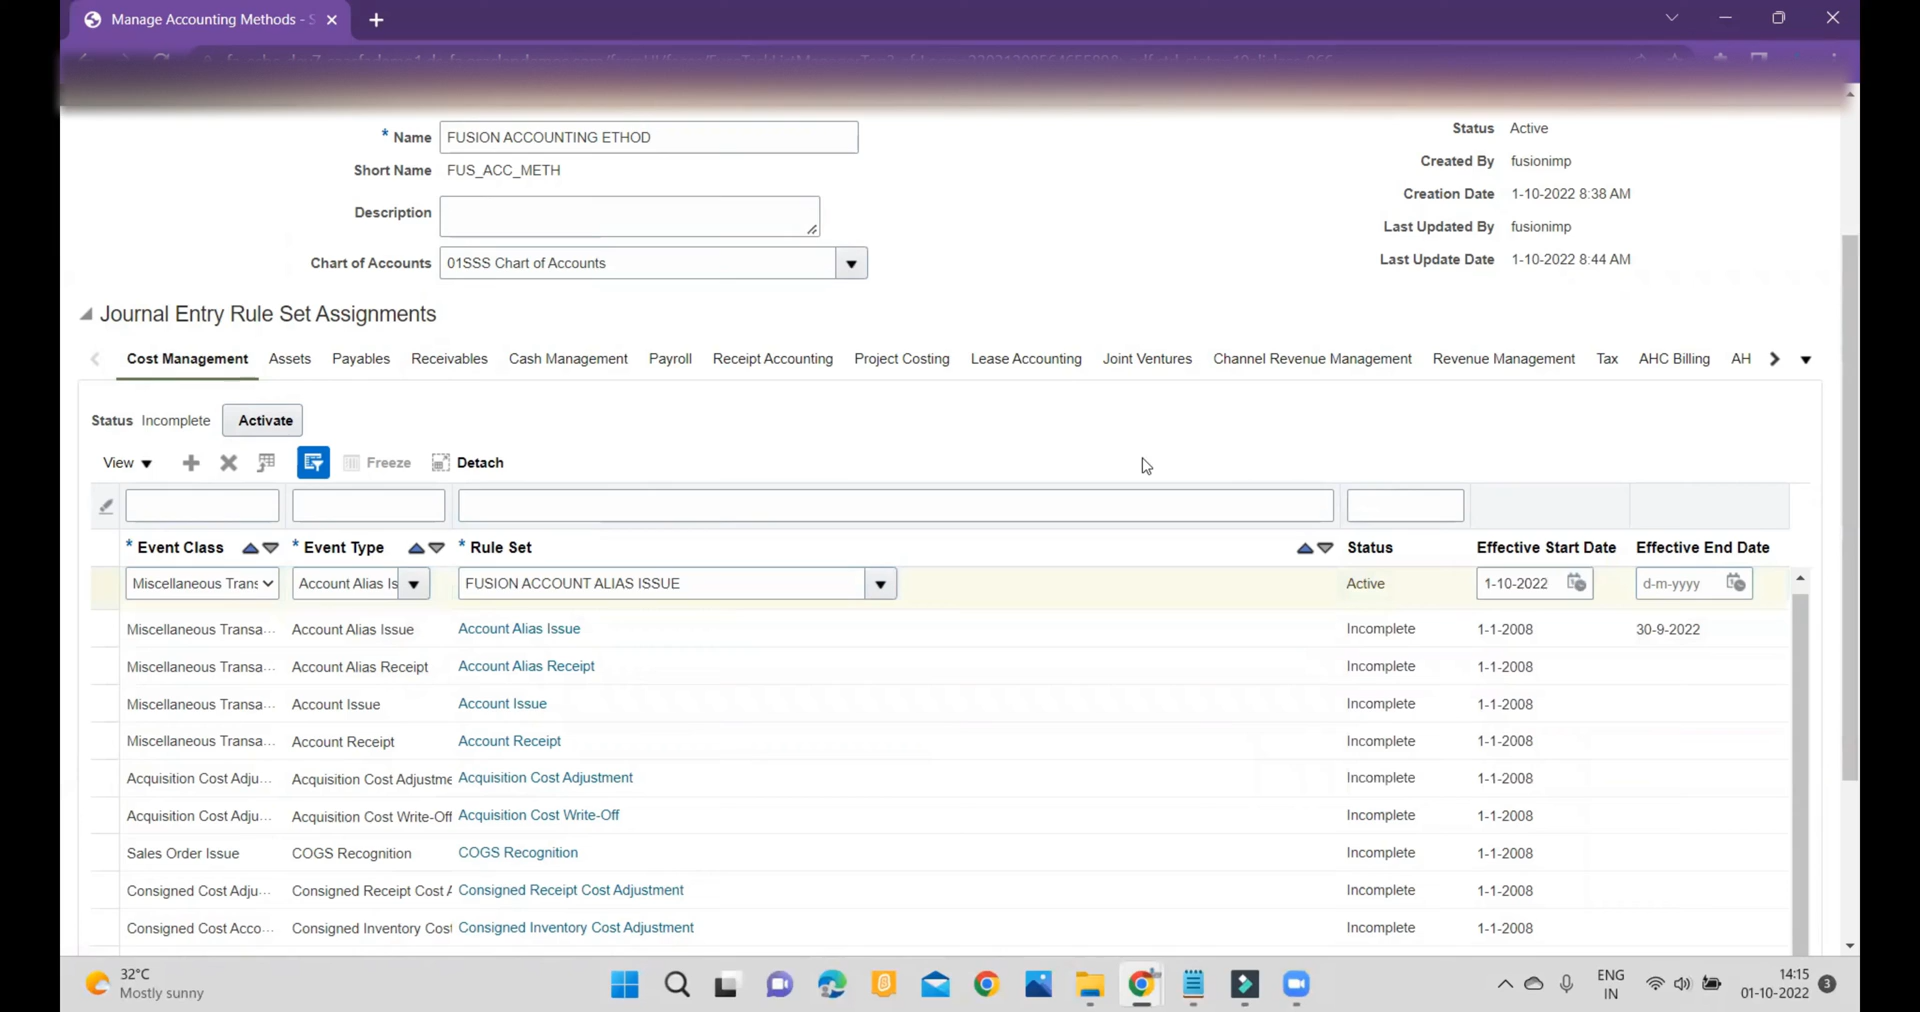 Manage Accounting Methods - S
Name FUSION ACCOUNTING ETHOD
Short Name FUS_ACC_METH
Description
Chart of Accounts 01SSS Chart of Accounts
Status Active
Created By fusionimp
Creation Date 1-10-2022 8:38 AM
Last Updated By fusionimp
Last Update Date 1-10-2022 8:44 AM
Journal Entry Rule Set Assignments
Cost Management Assets Payables Receivables Cash Management Payroll Receipt Accounting Project Costing Lease Accounting Joint Ventures Channel Revenue Management Revenue Management Tax AHC Billing AH
Status Incomplete Activate
View Freeze Detach
* Event Class * Event Type * Rule Set Status Effective Start Date Effective End Date
Miscellaneous Trans Account Alias Is FUSION ACCOUNT ALIAS ISSUE Active 1-10-2022 d-m-yyyy
Miscellaneous Transa... Account Alias Issue Account Alias Issue Incomplete 1-1-2008 30-9-2022
Miscellaneous Transa... Account Alias Receipt Account Alias Receipt Incomplete 1-1-2008
Miscellaneous Transa... Account Issue Account Issue Incomplete 1-1-2008
Miscellaneous Transa... Account Receipt Account Receipt Incomplete 1-1-2008
Acquisition Cost Adju... Acquisition Cost Adjustme Acquisition Cost Adjustment Incomplete 1-1-2008
Acquisition Cost Adju... Acquisition Cost Write-Off Acquisition Cost Write-Off Incomplete 1-1-2008
Sales Order Issue COGS Recognition COGS Recognition Incomplete 1-1-2008
Consigned Cost Adju... Consigned Receipt Cost A Consigned Receipt Cost Adjustment Incomplete 1-1-2008
Consigned Cost Acco... Consigned Inventory Cost Consigned Inventory Cost Adjustment Incomplete 1-1-2008
32°C
Mostly sunny
ENG
IN
14:15
01-10-2022
3